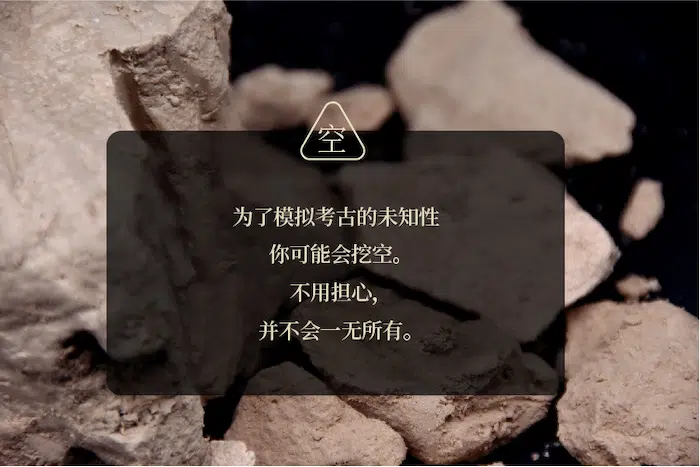 空
为了模拟考古的未知性
你可能会挖空。
不用担心,
并不会一无所有。